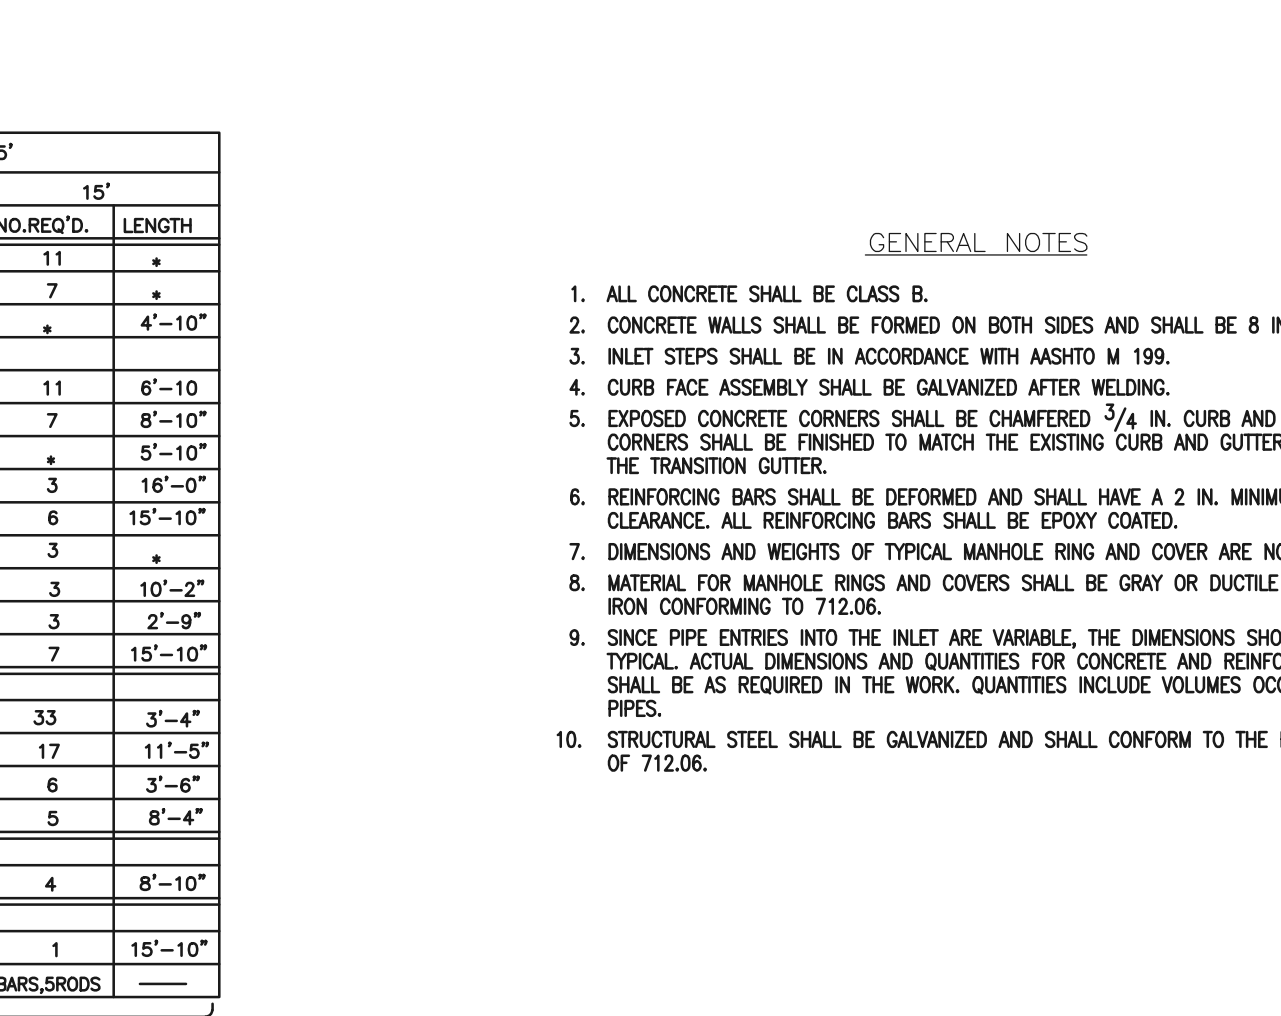 5'
15'
NO.REQ'D. LENGTH
11 *
7 *
* 4'-10"
11 6'-10
7 8'-10"
* 5'-10"
3 16'-0"
6 15'-10"
3 *
3 10'-2"
3 2'-9"
7 15'-10"
33 3'-4"
17 11'-5"
6 3'-6"
5 8'-4"
4 8'-10"
1 15'-10"
BARS,5RODS —
GENERAL NOTES
1. ALL CONCRETE SHALL BE CLASS B.
2. CONCRETE WALLS SHALL BE FORMED ON BOTH SIDES AND SHALL BE 8 IN
3. INLET STEPS SHALL BE IN ACCORDANCE WITH AASHTO M 199.
4. CURB FACE ASSEMBLY SHALL BE GALVANIZED AFTER WELDING.
5. EXPOSED CONCRETE CORNERS SHALL BE CHAMFERED 3/4 IN. CURB AND
CORNERS SHALL BE FINISHED TO MATCH THE EXISTING CURB AND GUTTER
THE TRANSITION GUTTER.
6. REINFORCING BARS SHALL BE DEFORMED AND SHALL HAVE A 2 IN. MINIMU
CLEARANCE. ALL REINFORCING BARS SHALL BE EPOXY COATED.
7. DIMENSIONS AND WEIGHTS OF TYPICAL MANHOLE RING AND COVER ARE NO
8. MATERIAL FOR MANHOLE RINGS AND COVERS SHALL BE GRAY OR DUCTILE
IRON CONFORMING TO 712.06.
9. SINCE PIPE ENTRIES INTO THE INLET ARE VARIABLE, THE DIMENSIONS SHO
TYPICAL. ACTUAL DIMENSIONS AND QUANTITIES FOR CONCRETE AND REINFO
SHALL BE AS REQUIRED IN THE WORK. QUANTITIES INCLUDE VOLUMES OCC
PIPES.
10. STRUCTURAL STEEL SHALL BE GALVANIZED AND SHALL CONFORM TO THE
OF 712.06.